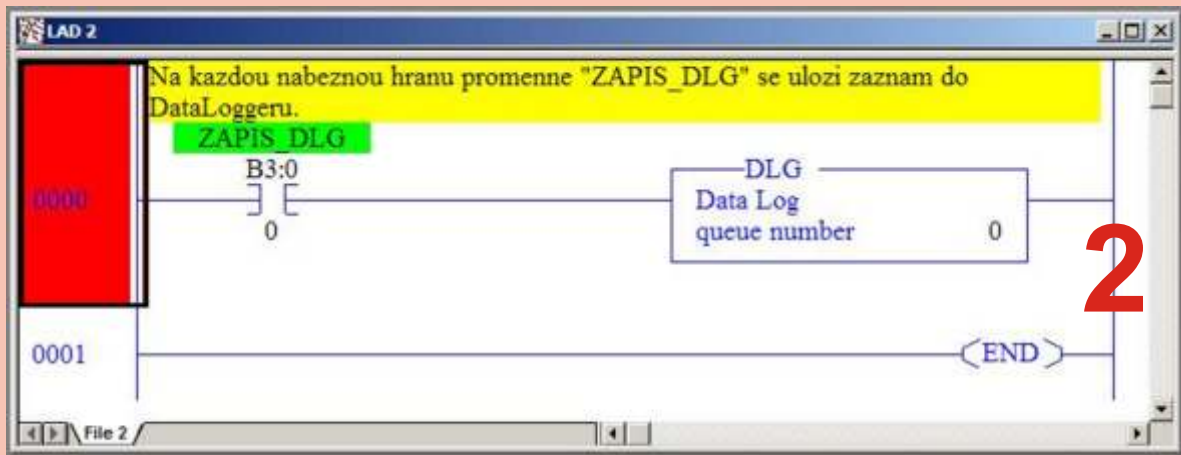 LAD 2
Na kazdou nabeznou hranu promenne "ZAPIS_DLG" se ulozi zaznam do
DataLoggeru.
ZAPIS_DLG
B3:0
0
0000
DLG
Data Log
queue number 0
2
0001
END
File 2